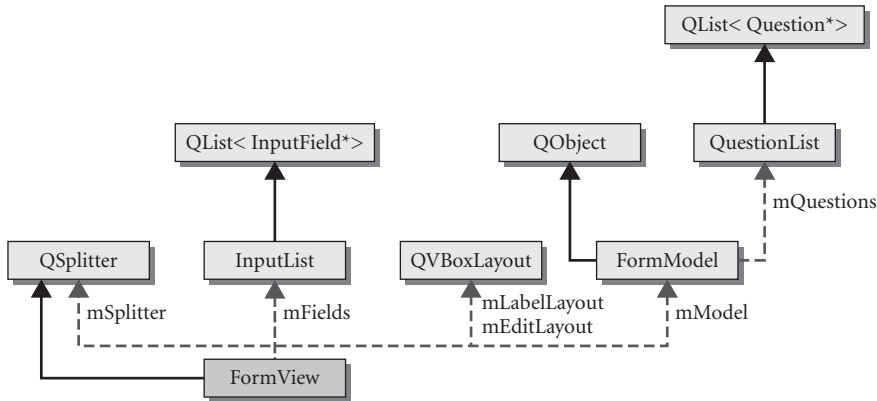 QList< Question*>
QList< InputField*>
QObject
QuestionList
mQuestions
QSplitter
InputList
QVBoxLayout
FormModel
mSplitter
mFields
mLabelLayout
mEditLayout
mModel
FormView